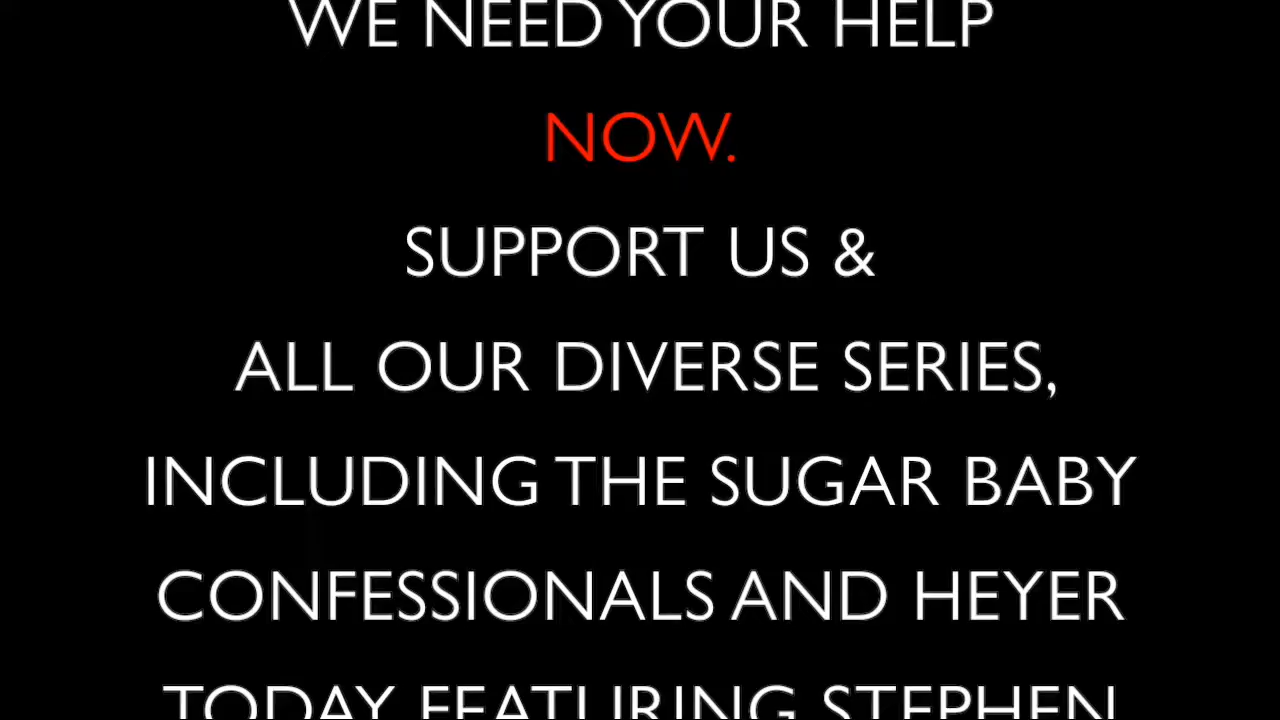 WE NEED YOUR HELP
NOW.
SUPPORT US &
ALL OUR DIVERSE SERIES,
INCLUDING THE SUGAR BABY
CONFESSIONALS AND HEYER
TODAY FEATURING STEPHEN